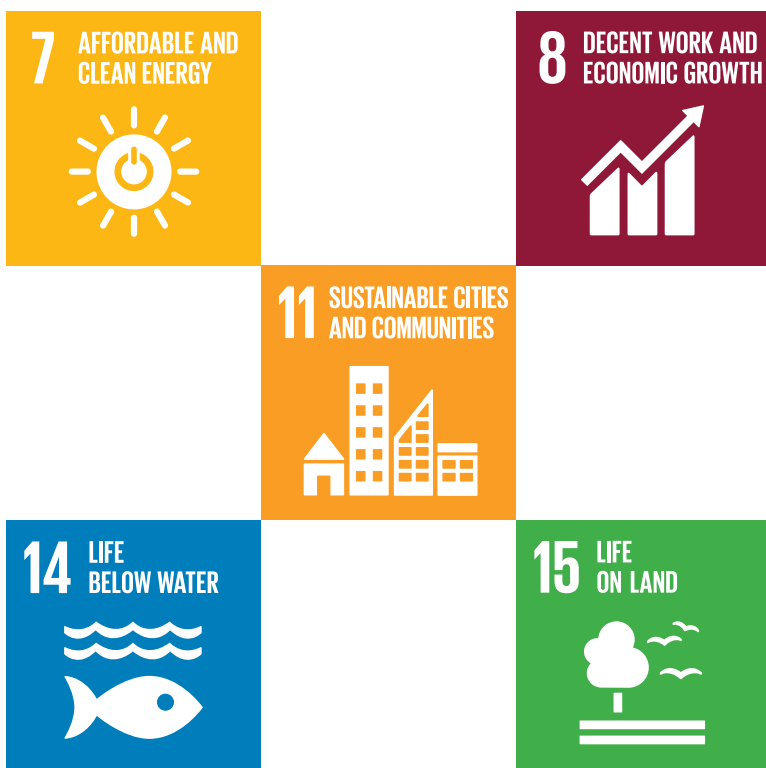 7 AFFORDABLE AND
CLEAN ENERGY
8 DECENT WORK AND
ECONOMIC GROWTH
11 SUSTAINABLE CITIES
AND COMMUNITIES
14 LIFE
BELOW WATER
15 LIFE
ON LAND